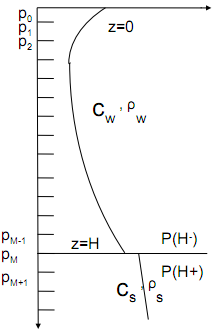 p0
z=0
p1
p2
Cw, ρw
pM-1
z=H
P(H-)
pM
P(H+)
pM+1
Cs, ρs